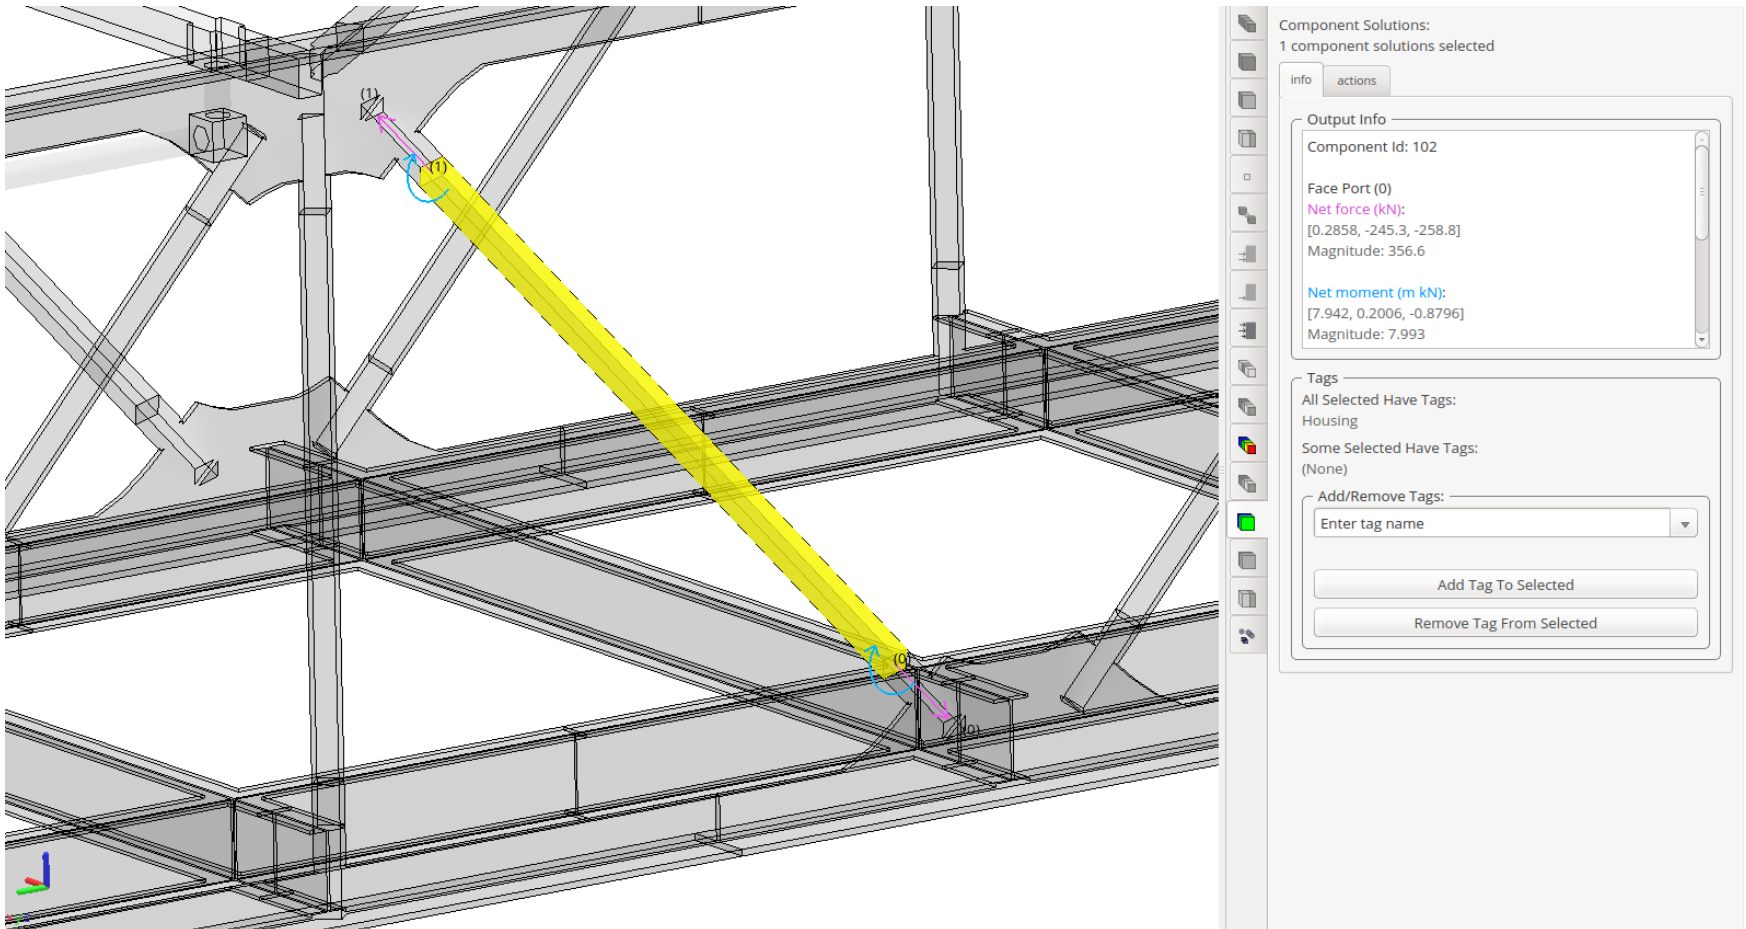 (1)
(1)
(0)
(0)
Component Solutions:
1 component solutions selected
info
actions
Output Info
Component Id: 102
Face Port (0)
Net force (kN):
[0.2858, -245.3, -258.8]
Magnitude: 356.6
Net moment (m kN):
[7.942, 0.2006, -0.8796]
Magnitude: 7.993
Tags
All Selected Have Tags:
Housing
Some Selected Have Tags:
(None)
Add/Remove Tags:
Enter tag name
Add Tag To Selected
Remove Tag From Selected